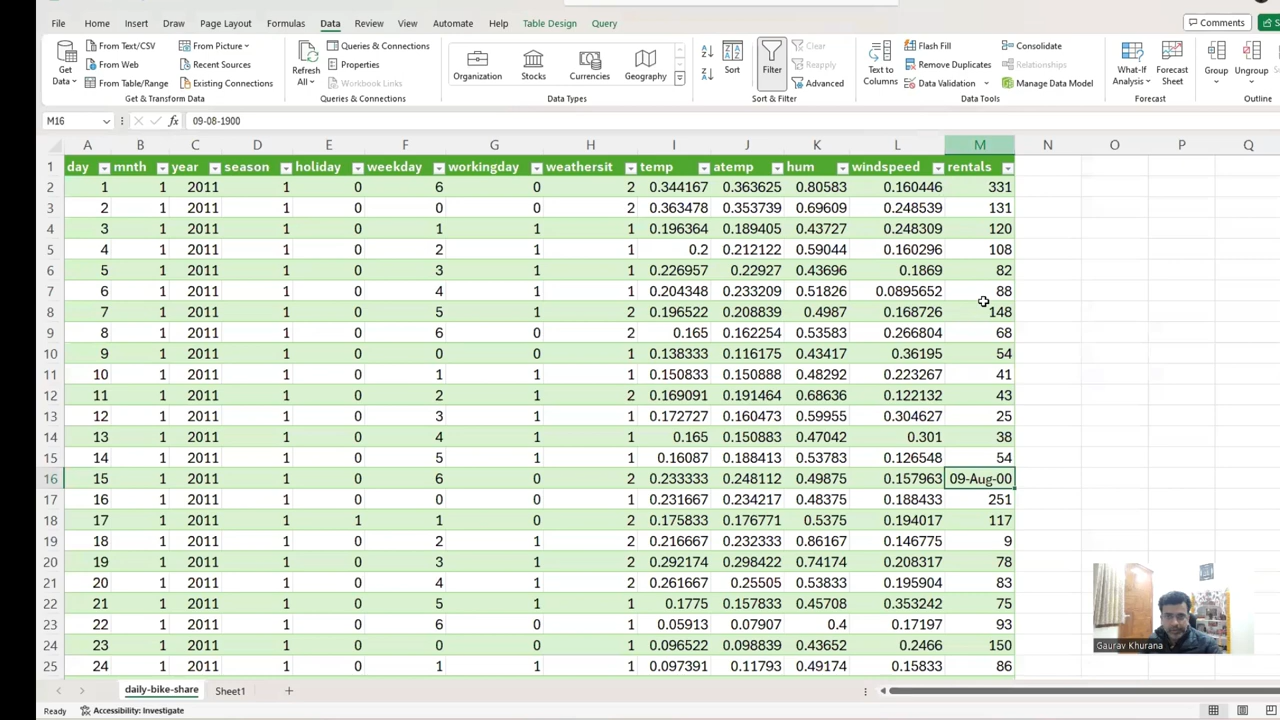 File Home Insert Draw Page Layout Formulas Data Review View Automate Help Table Design Query Comments
Get Data From Text/CSV From Web From Table/Range From Picture Recent Sources Existing Connections
Get & Transform Data
Refresh All Queries & Connections Properties Workbook Links
Queries & Connections
Organization Stocks Currencies Geography
Data Types
Sort Filter Clear Reapply Advanced
Sort & Filter
Text to Columns Flash Fill Remove Duplicates Data Validation Consolidate Relationships Manage Data Model
Data Tools
What-If Analysis Forecast Sheet
Forecast
Group Ungroup
Outline
M16 fx 09-08-1900
A B C D E F G H I J K L M N O P Q
1 day mnth year season holiday weekday workingday weathersit temp atemp hum windspeed rentals
2 1 1 2011 1 0 6 0 2 0.344167 0.363625 0.80583 0.160446 331
3 2 1 2011 1 0 0 0 2 0.363478 0.353739 0.69609 0.248539 131
4 3 1 2011 1 0 1 1 1 0.196364 0.189405 0.43727 0.248309 120
5 4 1 2011 1 0 2 1 1 0.2 0.212122 0.59044 0.160296 108
6 5 1 2011 1 0 3 1 1 0.226957 0.22927 0.43696 0.1869 82
7 6 1 2011 1 0 4 1 1 0.204348 0.233209 0.51826 0.0895652 88
8 7 1 2011 1 0 5 1 2 0.196522 0.208839 0.4987 0.168726 148
9 8 1 2011 1 0 6 0 2 0.165 0.162254 0.53583 0.266804 68
10 9 1 2011 1 0 0 0 1 0.138333 0.116175 0.43417 0.36195 54
11 10 1 2011 1 0 1 1 1 0.150833 0.150888 0.48292 0.223267 41
12 11 1 2011 1 0 2 1 2 0.169091 0.191464 0.68636 0.122132 43
13 12 1 2011 1 0 3 1 1 0.172727 0.160473 0.59955 0.304627 25
14 13 1 2011 1 0 4 1 1 0.165 0.150883 0.47042 0.301 38
15 14 1 2011 1 0 5 1 1 0.16087 0.188413 0.53783 0.126548 54
16 15 1 2011 1 0 6 0 2 0.233333 0.248112 0.49875 0.157963 09-Aug-00
17 16 1 2011 1 0 0 0 1 0.231667 0.234217 0.48375 0.188433 251
18 17 1 2011 1 1 1 0 2 0.175833 0.176771 0.5375 0.194017 117
19 18 1 2011 1 0 2 1 2 0.216667 0.232333 0.86167 0.146775 9
20 19 1 2011 1 0 3 1 2 0.292174 0.298422 0.74174 0.208317 78
21 20 1 2011 1 0 4 1 2 0.261667 0.25505 0.53833 0.195904 83
22 21 1 2011 1 0 5 1 1 0.1775 0.157833 0.45708 0.353242 75
23 22 1 2011 1 0 6 0 1 0.05913 0.07907 0.4 0.17197 93
24 23 1 2011 1 0 0 0 1 0.096522 0.098839 0.43652 0.2466 150
25 24 1 2011 1 0 1 1 1 0.097391 0.11793 0.49174 0.15833 86
Gaurav Khurana
daily-bike-share Sheet1
Ready Accessibility: Investigate